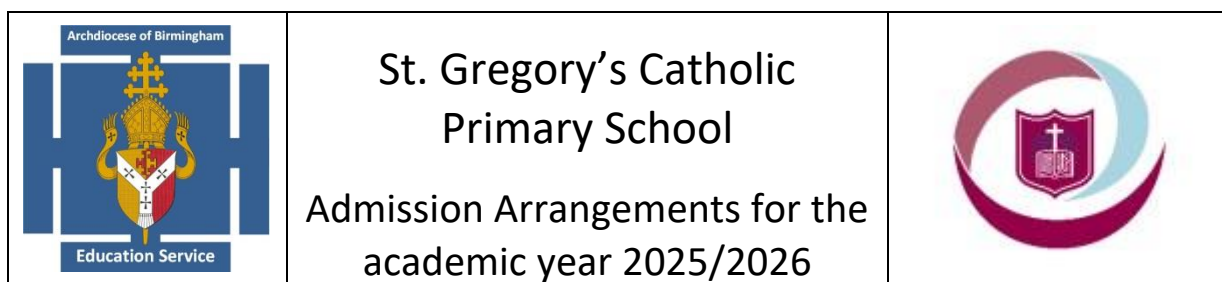 Archdiocese of Birmingham
Education Service
St. Gregory’s Catholic
Primary School
Admission Arrangements for the
academic year 2025/2026